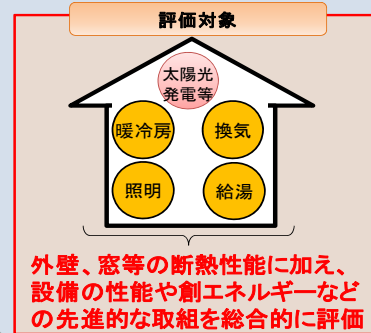 評価対象
太陽光
発電等
暖冷房
換気
照明
給湯
外壁、窓等の断熱性能に加え、
設備の性能や創エネルギーなど
の先進的な取組を総合的に評価